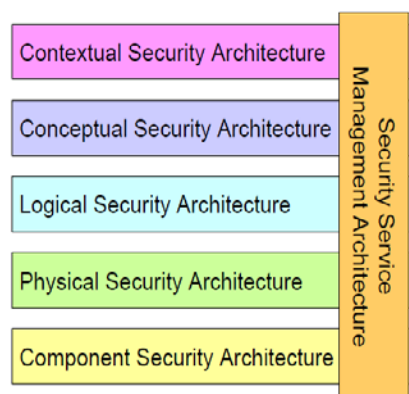 Contextual Security Architecture
Conceptual Security Architecture
Logical Security Architecture
Physical Security Architecture
Component Security Architecture
Security Service
Management Architecture